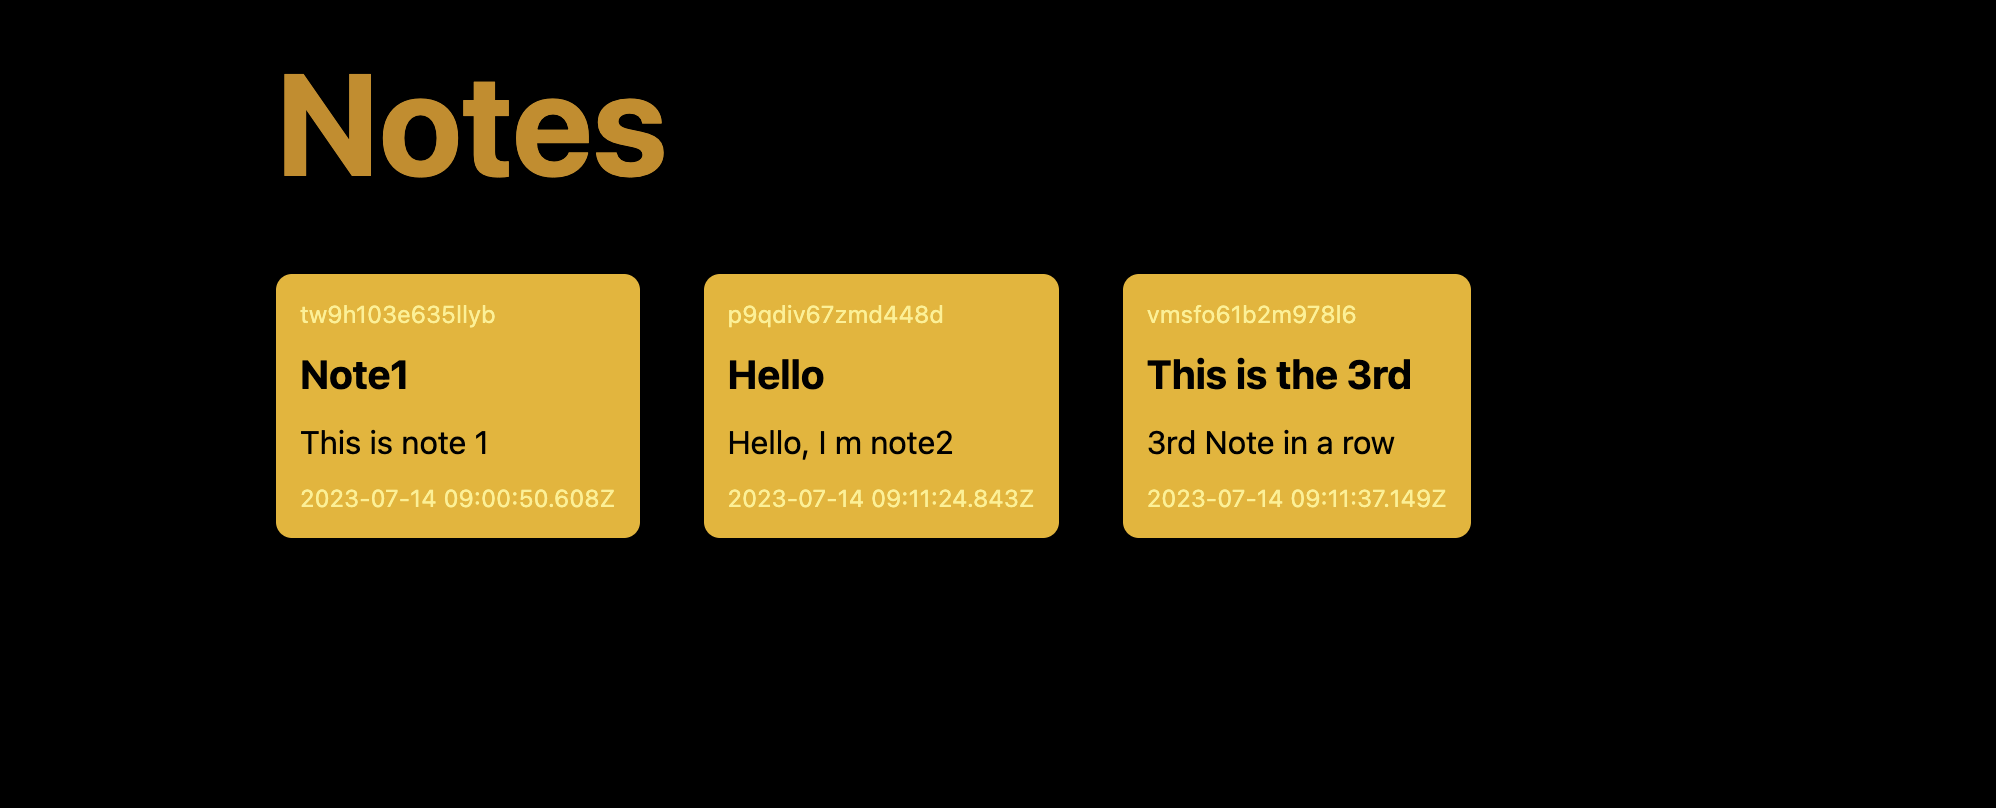 Notes
tw9h103e635llyb
Note1
This is note 1
2023-07-14 09:00:50.608Z
p9qdiv67zmd448d
Hello
Hello, I m note2
2023-07-14 09:11:24.843Z
vmsfo61b2m978l6
This is the 3rd
3rd Note in a row
2023-07-14 09:11:37.149Z